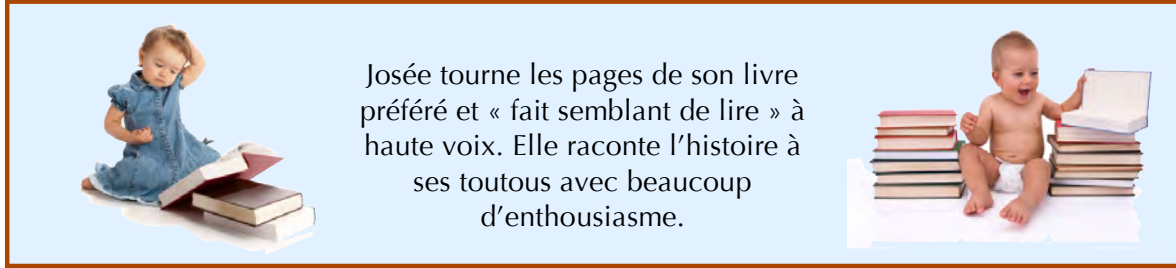 Josée tourne les pages de son livre
préféré et « fait semblant de lire » à
haute voix. Elle raconte l’histoire à
ses toutous avec beaucoup
d’enthousiasme.